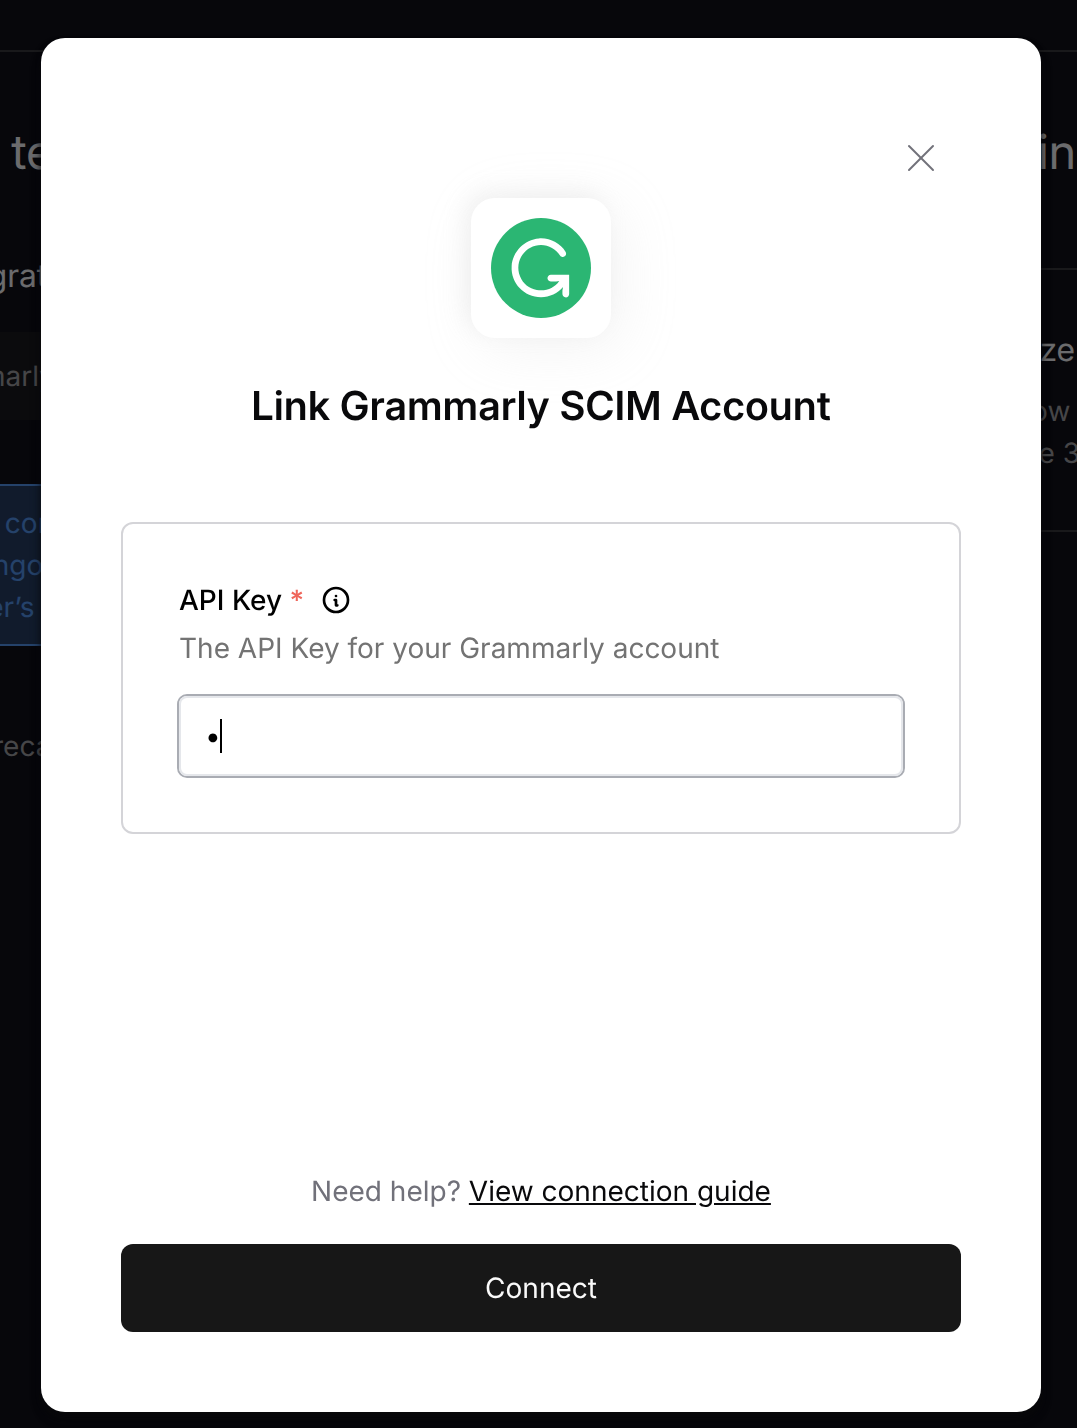 Link Grammarly SCIM Account
API Key *
The API Key for your Grammarly account
Need help? View connection guide
Connect